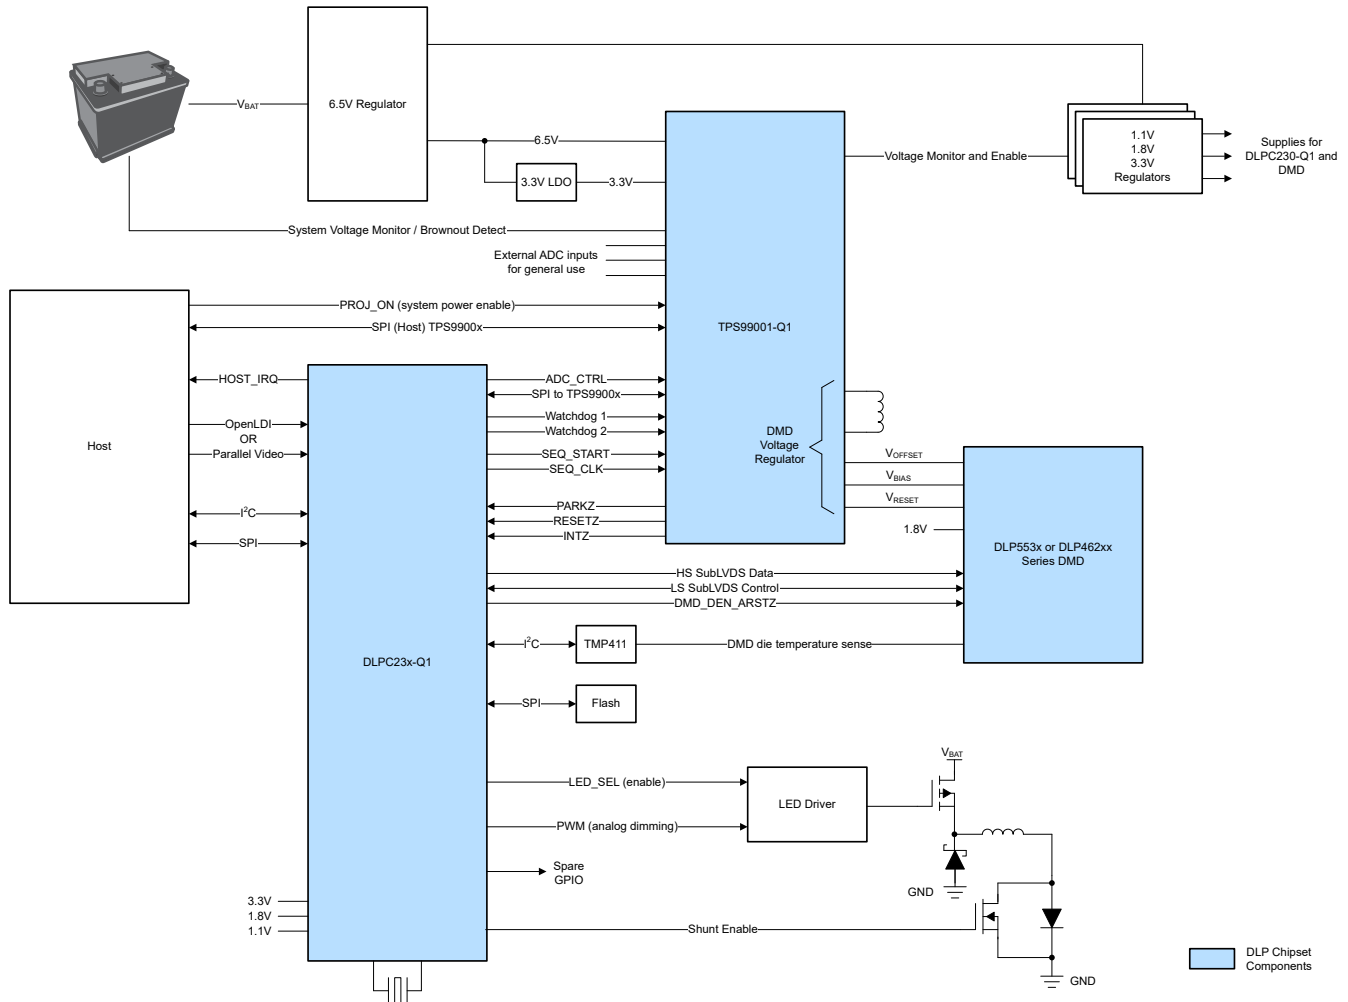 V_BAT
6.5V Regulator
6.5V
3.3V LDO
3.3V
System Voltage Monitor / Brownout Detect
External ADC inputs
for general use
PROJ_ON (system power enable)
SPI (Host) TPS9900x
TPS99001-Q1
Voltage Monitor and Enable
1.1V
1.8V
3.3V
Regulators
Supplies for
DLPC230-Q1 and
DMD
Host
HOST_IRQ
OpenLDI
OR
Parallel Video
I²C
SPI
DLPC23x-Q1
ADC_CTRL
SPI to TPS9900x
Watchdog 1
Watchdog 2
SEQ_START
SEQ_CLK
PARKZ
RESETZ
INTZ
DMD
Voltage
Regulator
V_OFFSET
V_BIAS
V_RESET
1.8V
DLP553x or DLP462xx
Series DMD
HS SubLVDS Data
LS SubLVDS Control
DMD_DEN_ARSTZ
I²C
TMP411
DMD die temperature sense
SPI
Flash
LED_SEL (enable)
PWM (analog dimming)
LED Driver
V_BAT
GND
Spare
GPIO
3.3V
1.8V
1.1V
Shunt Enable
GND
DLP Chipset
Components